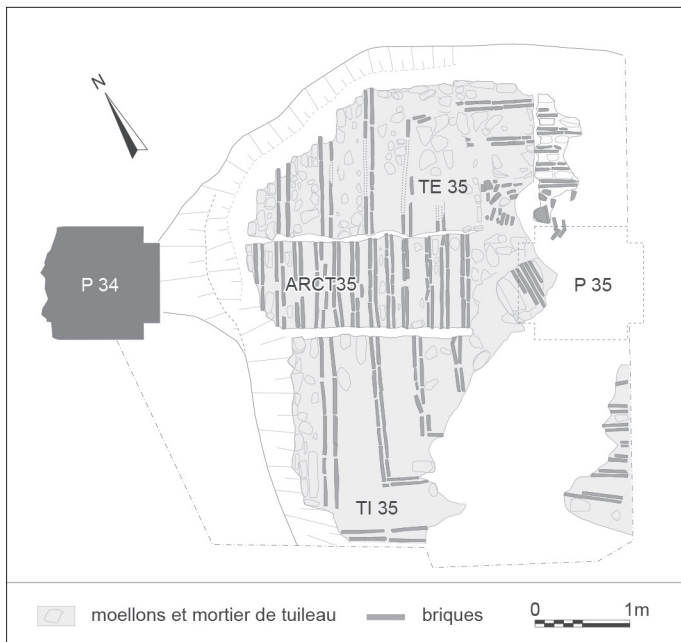 N
TE 35
P 34
ARCT35
P 35
TI 35
moellons et mortier de tuileau
briques
0
1m